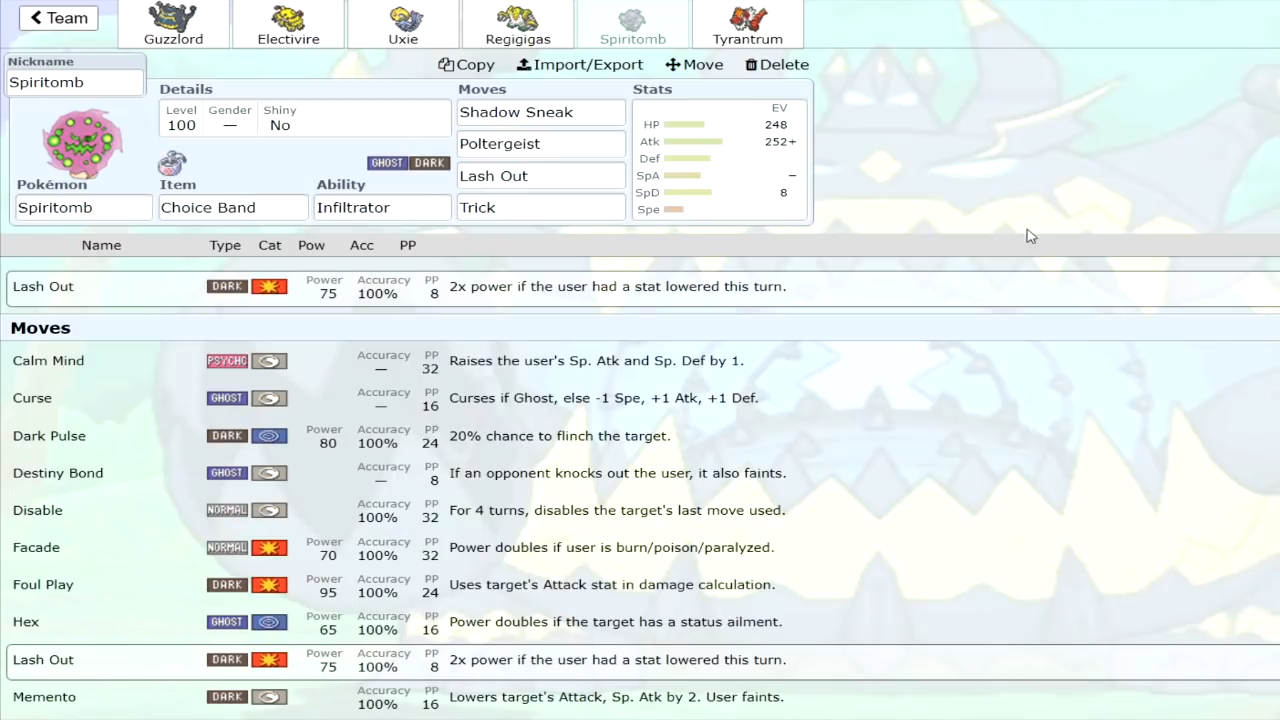 Team
Guzzlord Electivire Uxie Regigigas Spiritomb Tyrantrum
Copy Import/Export Move Delete
Nickname
Spiritomb
Details
Level Gender Shiny
100 — No
GHOST DARK
Pokémon Item Ability
Spiritomb Choice Band Infiltrator
Moves
Shadow Sneak
Poltergeist
Lash Out
Trick
Stats
EV
HP 248
Atk 252+
Def
SpA –
SpD 8
Spe
Name Type Cat Pow Acc PP
Lash Out DARK Power 75 Accuracy 100% PP 8 2x power if the user had a stat lowered this turn.
Moves
Calm Mind PSYCHC Accuracy — PP 32 Raises the user's Sp. Atk and Sp. Def by 1.
Curse GHOST Accuracy — PP 16 Curses if Ghost, else -1 Spe, +1 Atk, +1 Def.
Dark Pulse DARK Power 80 Accuracy 100% PP 24 20% chance to flinch the target.
Destiny Bond GHOST Accuracy — PP 8 If an opponent knocks out the user, it also faints.
Disable NORMAL Accuracy 100% PP 32 For 4 turns, disables the target's last move used.
Facade NORMAL Power 70 Accuracy 100% PP 32 Power doubles if user is burn/poison/paralyzed.
Foul Play DARK Power 95 Accuracy 100% PP 24 Uses target's Attack stat in damage calculation.
Hex GHOST Power 65 Accuracy 100% PP 16 Power doubles if the target has a status ailment.
Lash Out DARK Power 75 Accuracy 100% PP 8 2x power if the user had a stat lowered this turn.
Memento DARK Accuracy 100% PP 16 Lowers target's Attack, Sp. Atk by 2. User faints.